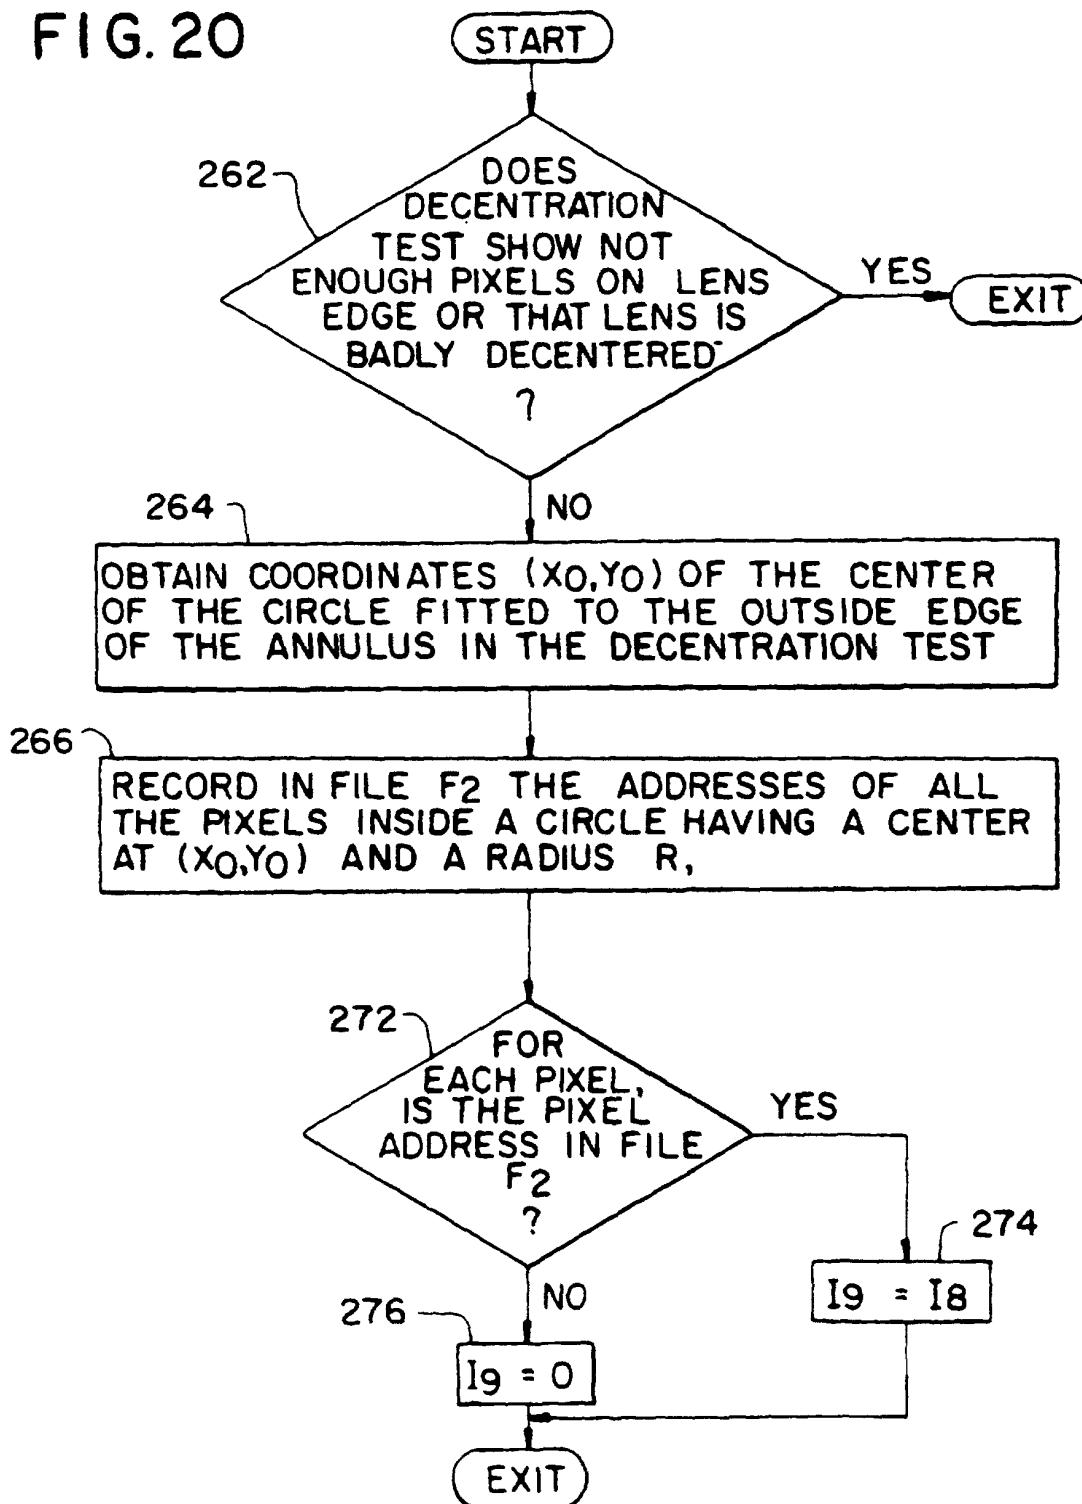 FIG. 20
START
262
DOES
DECENTRATION
TEST SHOW NOT
ENOUGH PIXELS ON LENS
EDGE OR THAT LENS IS
BADLY DECENTERED
?
YES
EXIT
NO
264
OBTAIN COORDINATES (X0,Y0) OF THE CENTER
OF THE CIRCLE FITTED TO THE OUTSIDE EDGE
OF THE ANNULUS IN THE DECENTRATION TEST
266
RECORD IN FILE F2 THE ADDRESSES OF ALL
THE PIXELS INSIDE A CIRCLE HAVING A CENTER
AT (X0,Y0) AND A RADIUS R,
272
FOR
EACH PIXEL,
IS THE PIXEL
ADDRESS IN FILE
F2
?
YES
274
I9 = I8
NO
276
I9 = 0
EXIT